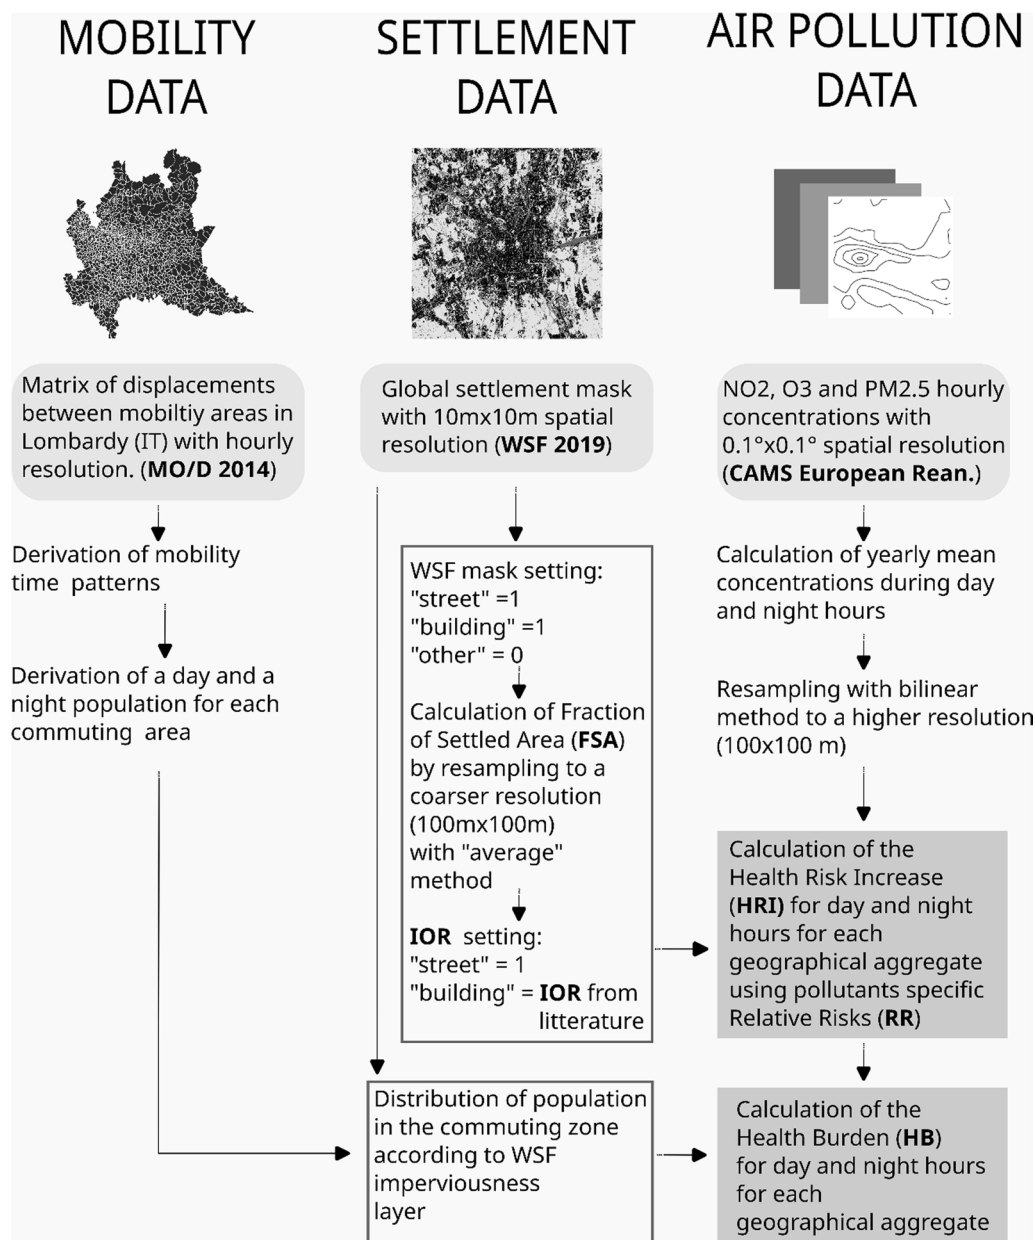 MOBILITY
DATA
Matrix of displacements
between mobiltiy areas in
Lombardy (IT) with hourly
resolution. (MO/D 2014)
Derivation of mobility
time patterns
Derivation of a day and a
night population for each
commuting area
SETTLEMENT
DATA
Global settlement mask
with 10mx10m spatial
resolution (WSF 2019)
WSF mask setting:
"street" =1
"building" =1
"other" = 0
Calculation of Fraction
of Settled Area (FSA)
by resampling to a
coarser resolution
(100mx100m)
with "average"
method
IOR setting:
"street" = 1
"building" = IOR from
litterature
Distribution of population
in the commuting zone
according to WSF
imperviousness
layer
AIR POLLUTION
DATA
NO2, O3 and PM2.5 hourly
concentrations with
0.1°x0.1° spatial resolution
(CAMS European Rean.)
Calculation of yearly mean
concentrations during day
and night hours
Resampling with bilinear
method to a higher resolution
(100x100 m)
Calculation of the
Health Risk Increase
(HRI) for day and night
hours for each
geographical aggregate
using pollutants specific
Relative Risks (RR)
Calculation of the
Health Burden (HB)
for day and night hours
for each
geographical aggregate